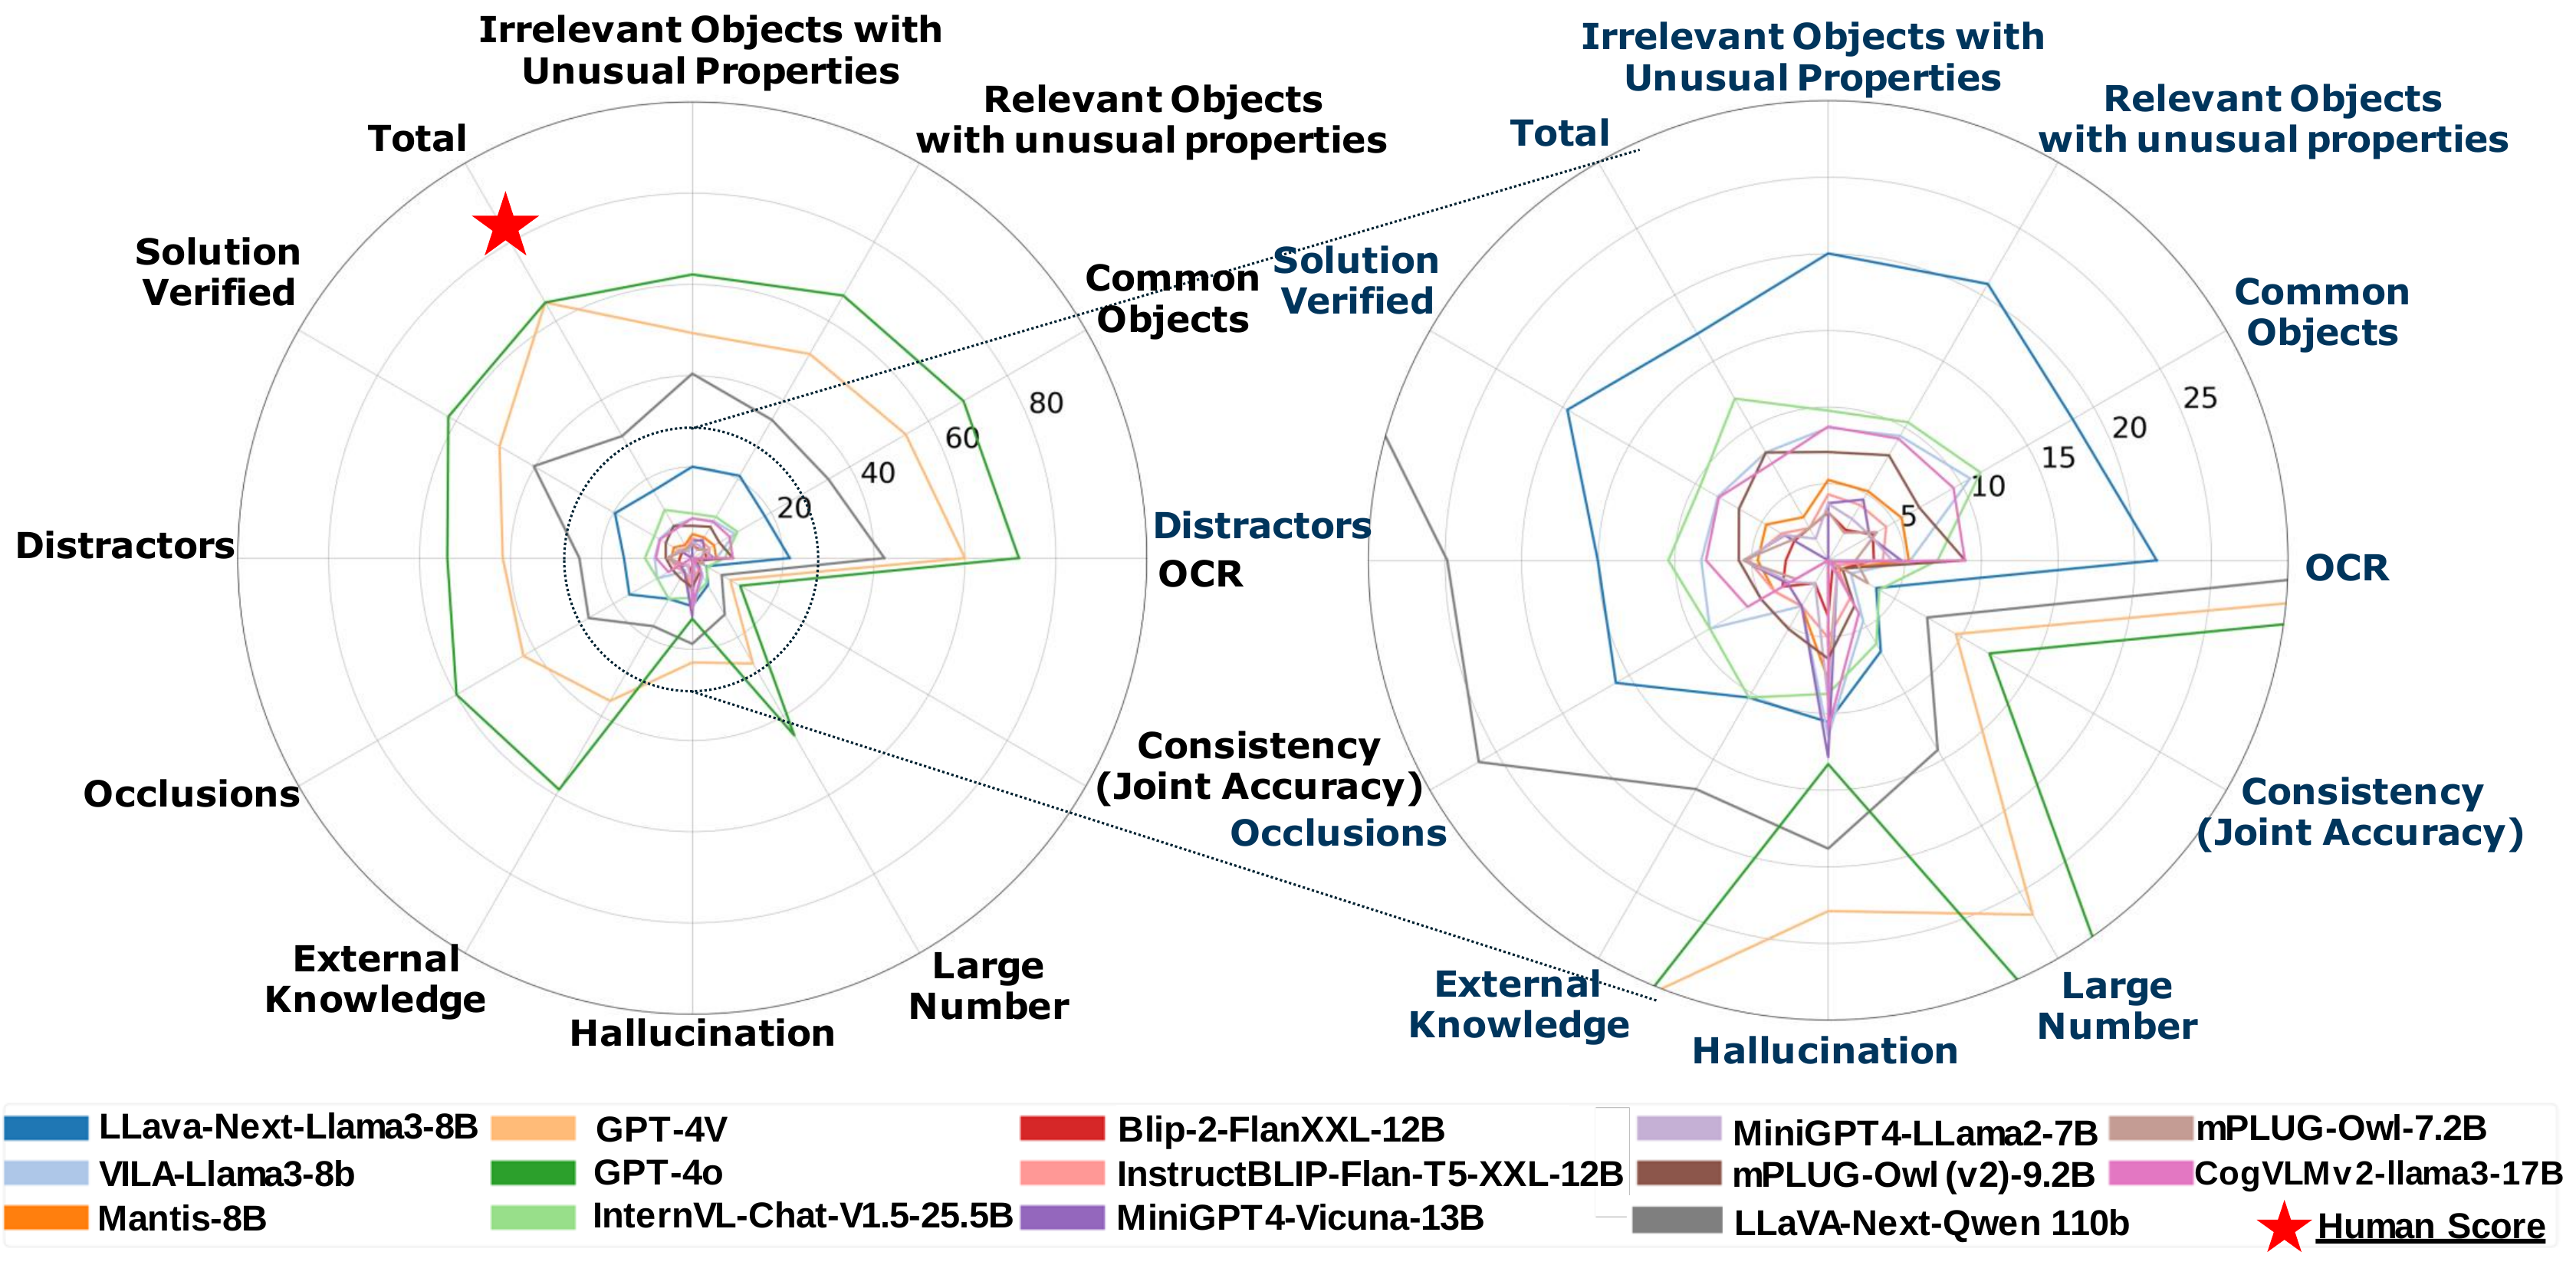 Irrelevant Objects with
Unusual Properties
Relevant Objects
with unusual properties
Total
Solution
Verified
Common
Objects
80
60
40
20
Distractors
OCR
Consistency
(Joint Accuracy)
Occlusions
External
Knowledge
Large
Number
Hallucination
Irrelevant Objects with
Unusual Properties
Relevant Objects
with unusual properties
Total
Solution
Verified
Common
Objects
25
20
15
10
5
Distractors
OCR
Consistency
(Joint Accuracy)
Occlusions
External
Knowledge
Large
Number
Hallucination
LLava-Next-Llama3-8B
VILA-Llama3-8b
Mantis-8B
GPT-4V
GPT-4o
InternVL-Chat-V1.5-25.5B
Blip-2-FlanXXL-12B
InstructBLIP-Flan-T5-XXL-12B
MiniGPT4-Vicuna-13B
MiniGPT4-LLama2-7B
mPLUG-Owl (v2)-9.2B
LLaVA-Next-Qwen 110b
mPLUG-Owl-7.2B
CogVLMv2-llama3-17B
Human Score